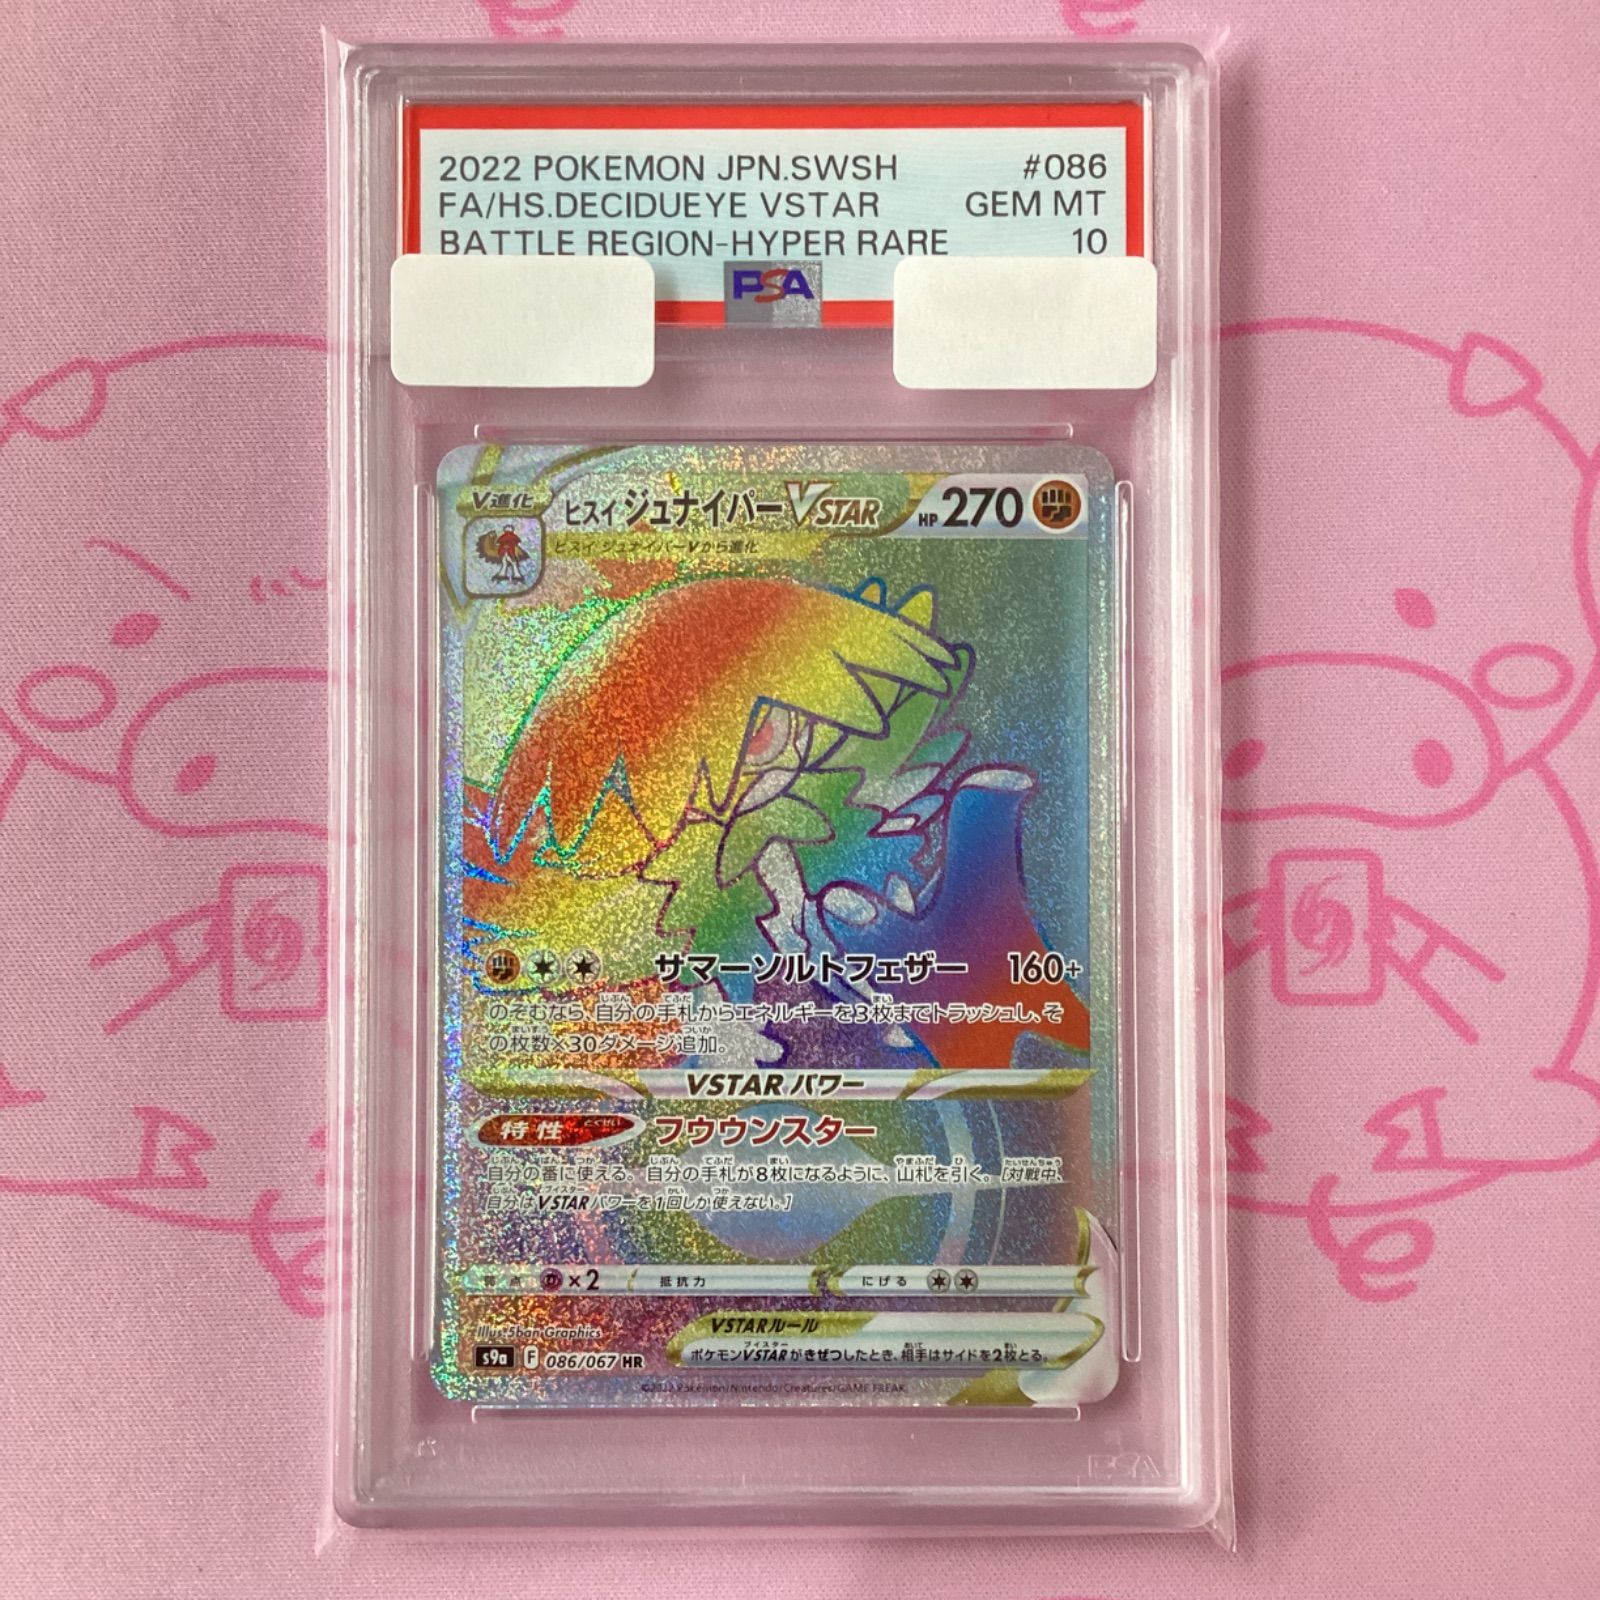 2022 POKEMON JPN.SWSH #086
FA/HS.DECIDUEYE VSTAR GEM MT
BATTLE REGION-HYPER RARE 10
PSA
V進化
ヒスイ ジュナイパー VSTAR HP 270
ヒスイ ジュナイパーVから進化
サマーソルトフェザー 160+
のぞむなら、自分の手札からエネルギーを3枚までトラッシュし、そ
の枚数×30ダメージ追加。
VSTARパワー
特性 フウウンスター
自分の番に使える。自分の手札が8枚になるように、山札を引く。[対戦中、
自分はVSTARパワーを1回しか使えない。]
弱点 ×2 抵抗力 にげる
Illus. 5ban Graphics
VSTARルール
ポケモンVSTARがきぜつしたとき、相手はサイドを2枚とる。
s9a F 086/067 HR
©2022 Pokémon/Nintendo/Creatures/GAME FREAK.
PSA